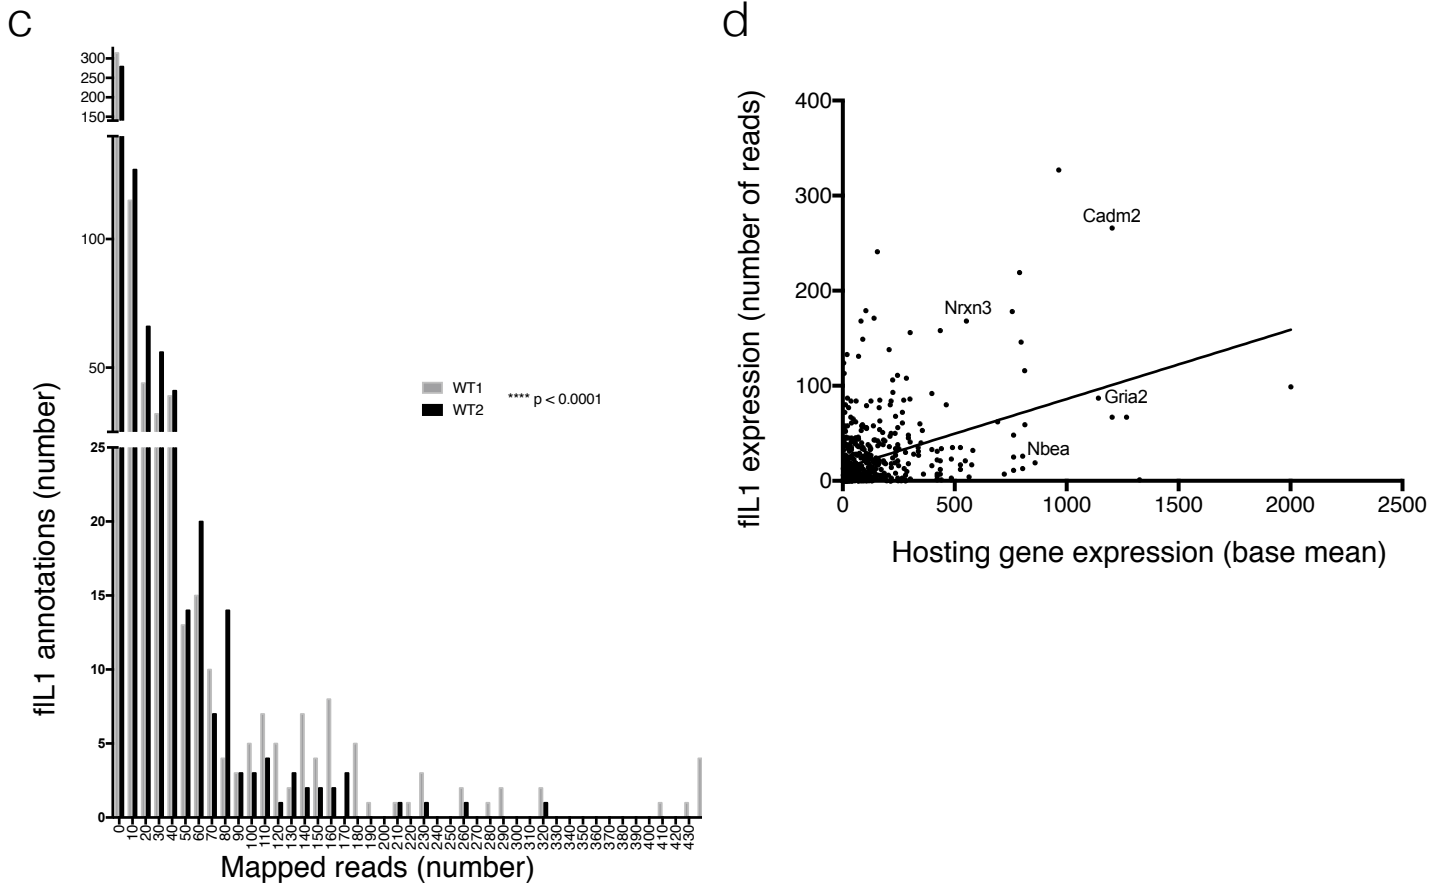 c
300
250
200
150
100
50
25
20
15
10
5
0
flL1 annotations (number)
WT1
WT2
**** p < 0.0001
0 10 20 30 40 50 60 70 80 90 100 110 120 130 140 150 160 170 180 190 200 210 220 230 240 250 260 270 280 290 300 310 320 330 340 350 360 370 380 390 400 410 420 430
Mapped reads (number)
d
400
300
200
100
0
flL1 expression (number of reads)
Cadm2
Nrxn3
Gria2
Nbea
0 500 1000 1500 2000 2500
Hosting gene expression (base mean)